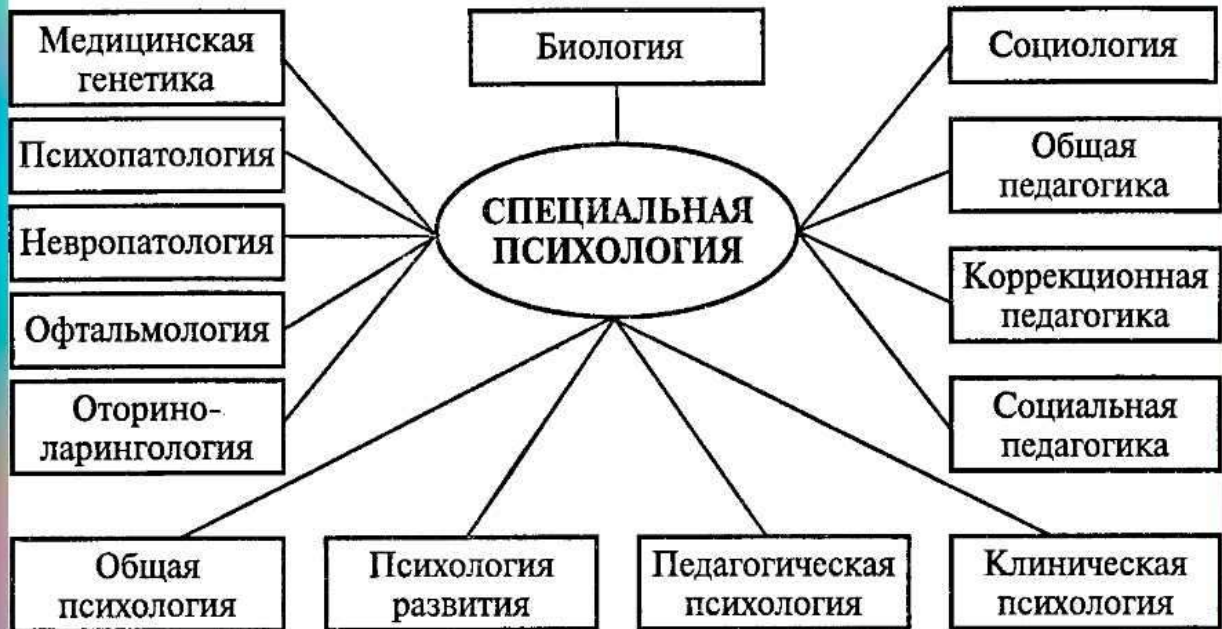 Медицинская
генетика
Биология
Социология
Психопатология
Общая
педагогика
СПЕЦИАЛЬНАЯ
ПСИХОЛОГИЯ
Невропатология
Коррекционная
педагогика
Офтальмология
Оторино-
ларингология
Социальная
педагогика
Общая
психология
Психология
развития
Педагогическая
психология
Клиническая
психология